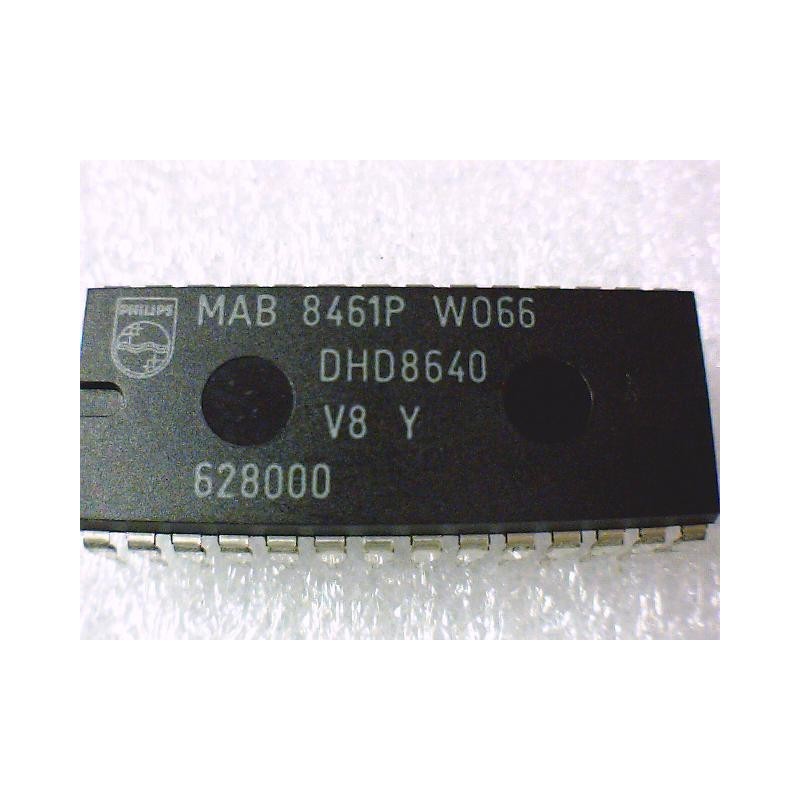 PHILIPS
MAB 8461P W066
DHD8640
V8 Y
628000